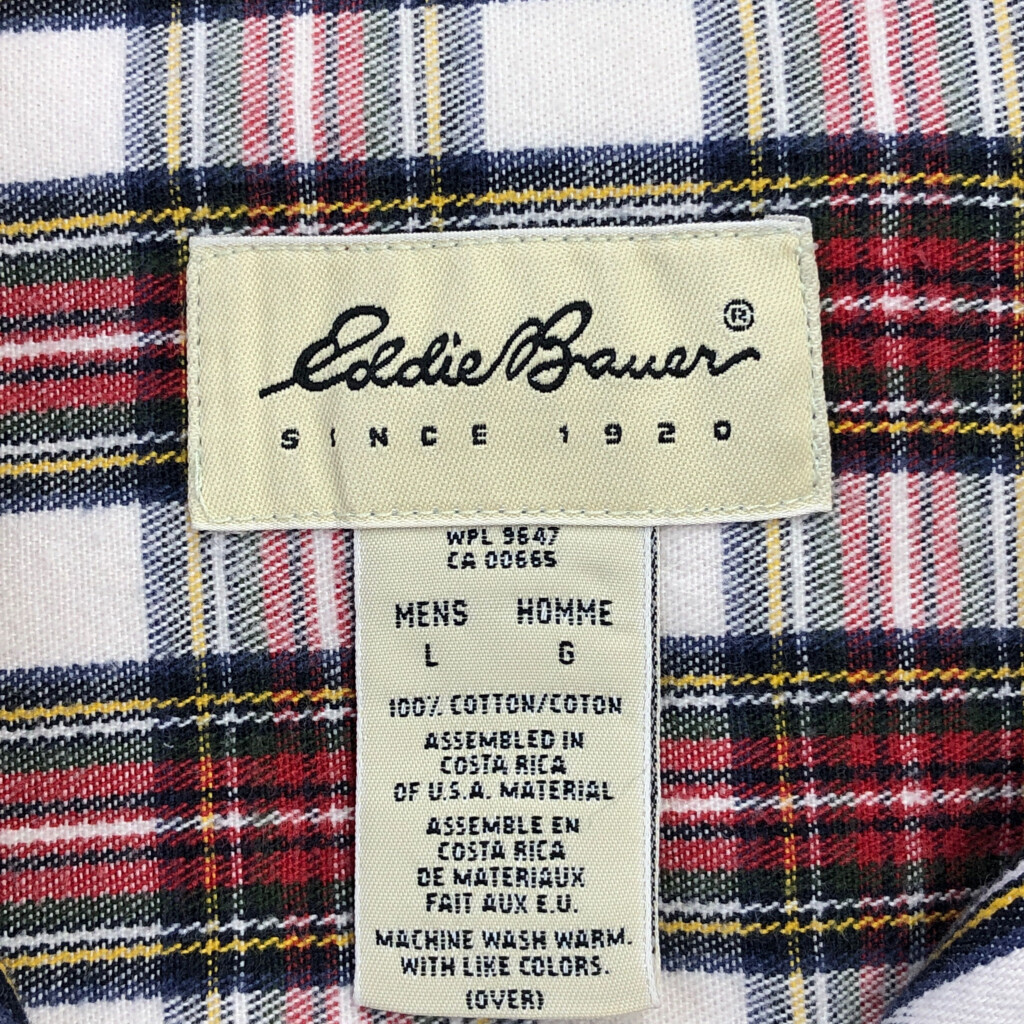 Eddie Bauer®
SINCE 1920
WPL 9647
CA 00665
MENS HOMME
L G
100% COTTON/COTON
ASSEMBLED IN
COSTA RICA
OF U.S.A. MATERIAL
ASSEMBLE EN
COSTA RICA
DE MATERIAUX
FAIT AUX E.U.
MACHINE WASH WARM.
WITH LIKE COLORS.
(OVER)